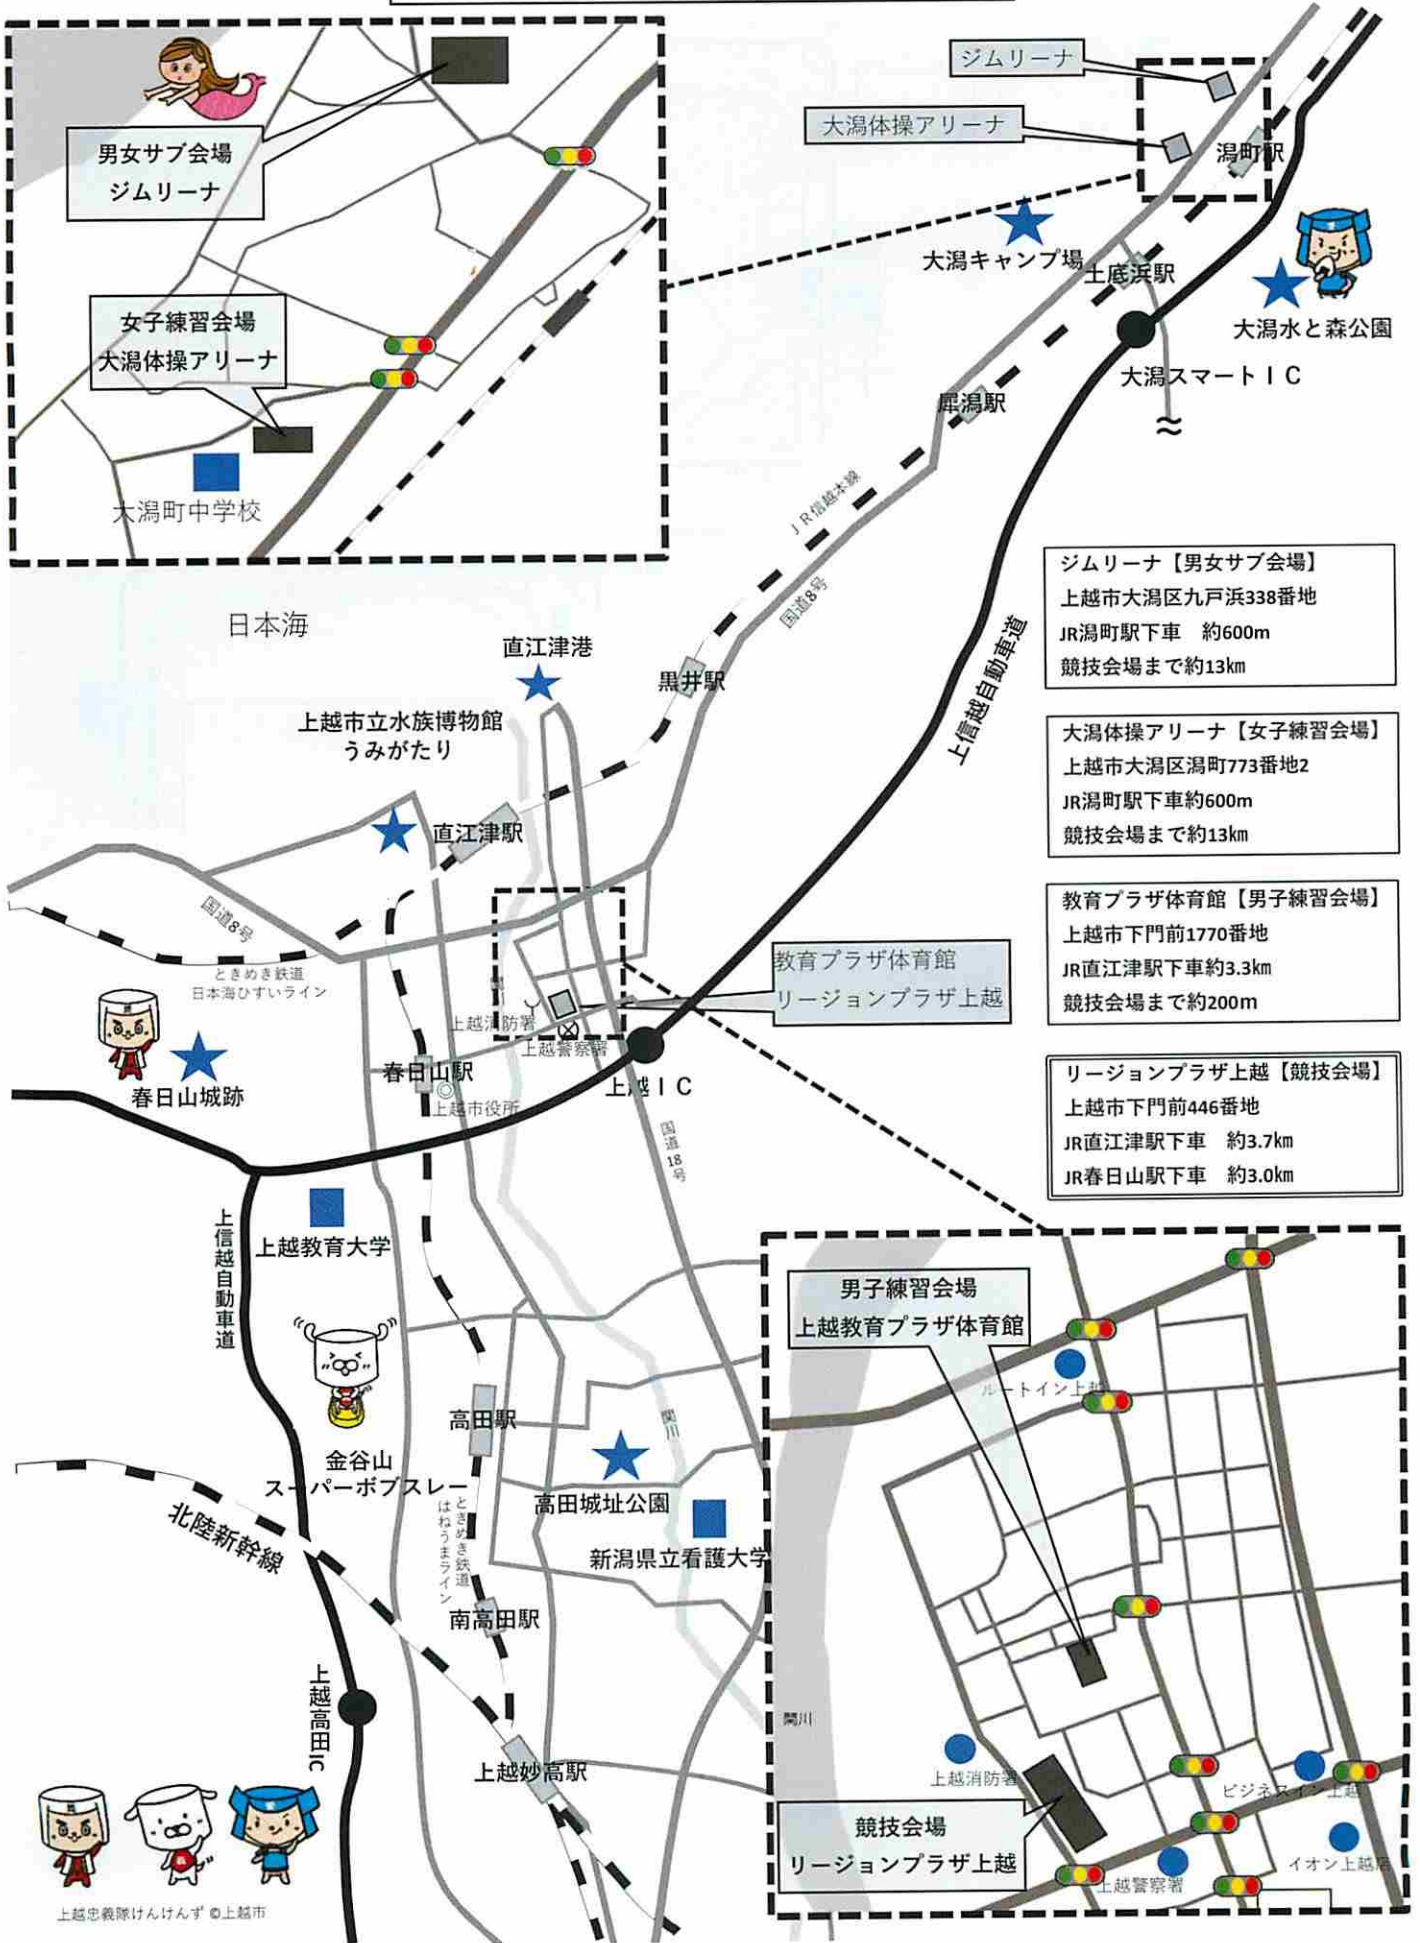 男女サブ会場
ジムリーナ
女子練習会場
大潟体操アリーナ
大潟町中学校
ジムリーナ
大潟体操アリーナ
潟町駅
大潟キャンプ場
土底浜駅
大潟水と森公園
大潟スマートIC
犀潟駅
JR信越本線
国道8号
上信越自動車道
ジムリーナ【男女サブ会場】
上越市大潟区九戸浜338番地
JR潟町駅下車 約600m
競技会場まで約13㎞
大潟体操アリーナ【女子練習会場】
上越市大潟区潟町773番地2
JR潟町駅下車約600m
競技会場まで約13㎞
教育プラザ体育館【男子練習会場】
上越市下門前1770番地
JR直江津駅下車約3.3㎞
競技会場まで約200m
リージョンプラザ上越【競技会場】
上越市下門前446番地
JR直江津駅下車 約3.7㎞
JR春日山駅下車 約3.0㎞
日本海
直江津港
黒井駅
上越市立水族博物館
うみがたり
直江津駅
国道8号
ときめき鉄道
日本海ひすいライン
教育プラザ体育館
リージョンプラザ上越
関
上越消防署
上越警察署
春日山城跡
春日山駅
上越市役所
上越IC
国道18号
上信越自動車道
上越教育大学
金谷山
スーパーボブスレー
高田駅
関川
高田城址公園
新潟県立看護大学
北陸新幹線
ときめき鉄道
はねうまライン
南高田駅
上越高田IC
上越妙高駅
上越忠義隊けんけんず ©上越市
男子練習会場
上越教育プラザ体育館
ルートイン上越
関川
上越消防署
ビジネスイン上越
競技会場
リージョンプラザ上越
上越警察署
イオン上越店